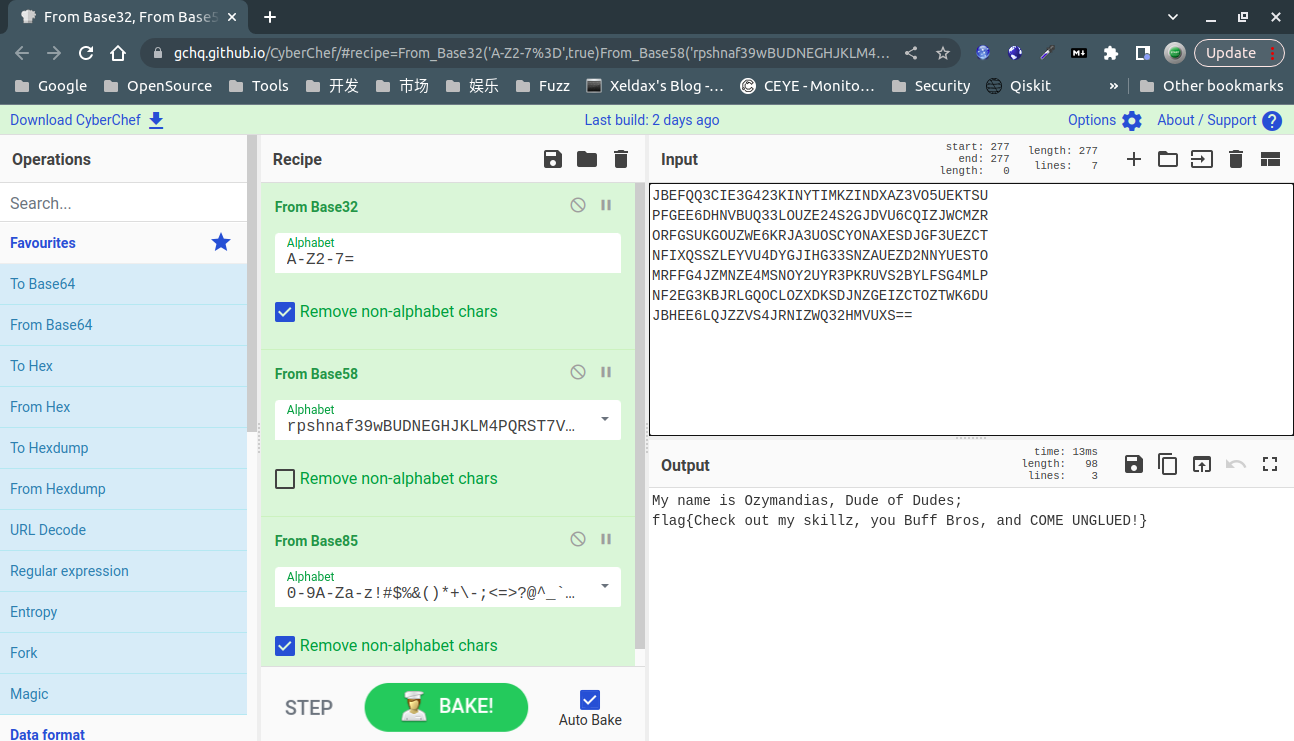 From Base32, From Base5
gchq.github.io/CyberChef/#recipe=From_Base32('A-Z2-7%3D',true)From_Base58('rpshnaf39wBUDNEGHJKLM4...
Update
Google OpenSource Tools 开发 市场 娱乐 Fuzz Xeldax's Blog -... CEYE - Monito... Security Qiskit » Other bookmarks
Download CyberChef
Last build: 2 days ago
Options
About / Support
Operations
Search...
Favourites
To Base64
From Base64
To Hex
From Hex
To Hexdump
From Hexdump
URL Decode
Regular expression
Entropy
Fork
Magic
Data format
Recipe
From Base32
Alphabet
A-Z2-7=
Remove non-alphabet chars
From Base58
Alphabet
rpshnaf39wBUDNEGHJKLM4PQRST7V...
Remove non-alphabet chars
From Base85
Alphabet
0-9A-Za-z!#$%&()*+\-;<=>?@^_`...
Remove non-alphabet chars
STEP
BAKE!
Auto Bake
Input
start: 277
end: 277
length: 0
length: 277
lines: 7
JBEFQQ3CIE3G423KINYTIMKZINDXAZ3VO5UEKTSU
PFGEE6DHNVBUQ33LOUZE24S2GJDVU6CQIZJWCMZR
ORFGSUKGOUZWE6KRJA3UOSCYONAXESDJGF3UEZCT
NFIXQSSZLEYVU4DYGJIHG33SNZAUEZD2NNYUESTO
MRFFG4JZMNZE4MSNOY2UYR3PKRUVS2BYLFSG4MLP
NF2EG3KBJRLGQOCLOZXDKSDJNZGEIZCTOZTWK6DU
JBHEE6LQJZZVS4JRNIZWQ32HMVUXS==
Output
time: 13ms
length: 98
lines: 3
My name is Ozymandias, Dude of Dudes;
flag{Check out my skillz, you Buff Bros, and COME UNGLUED!}